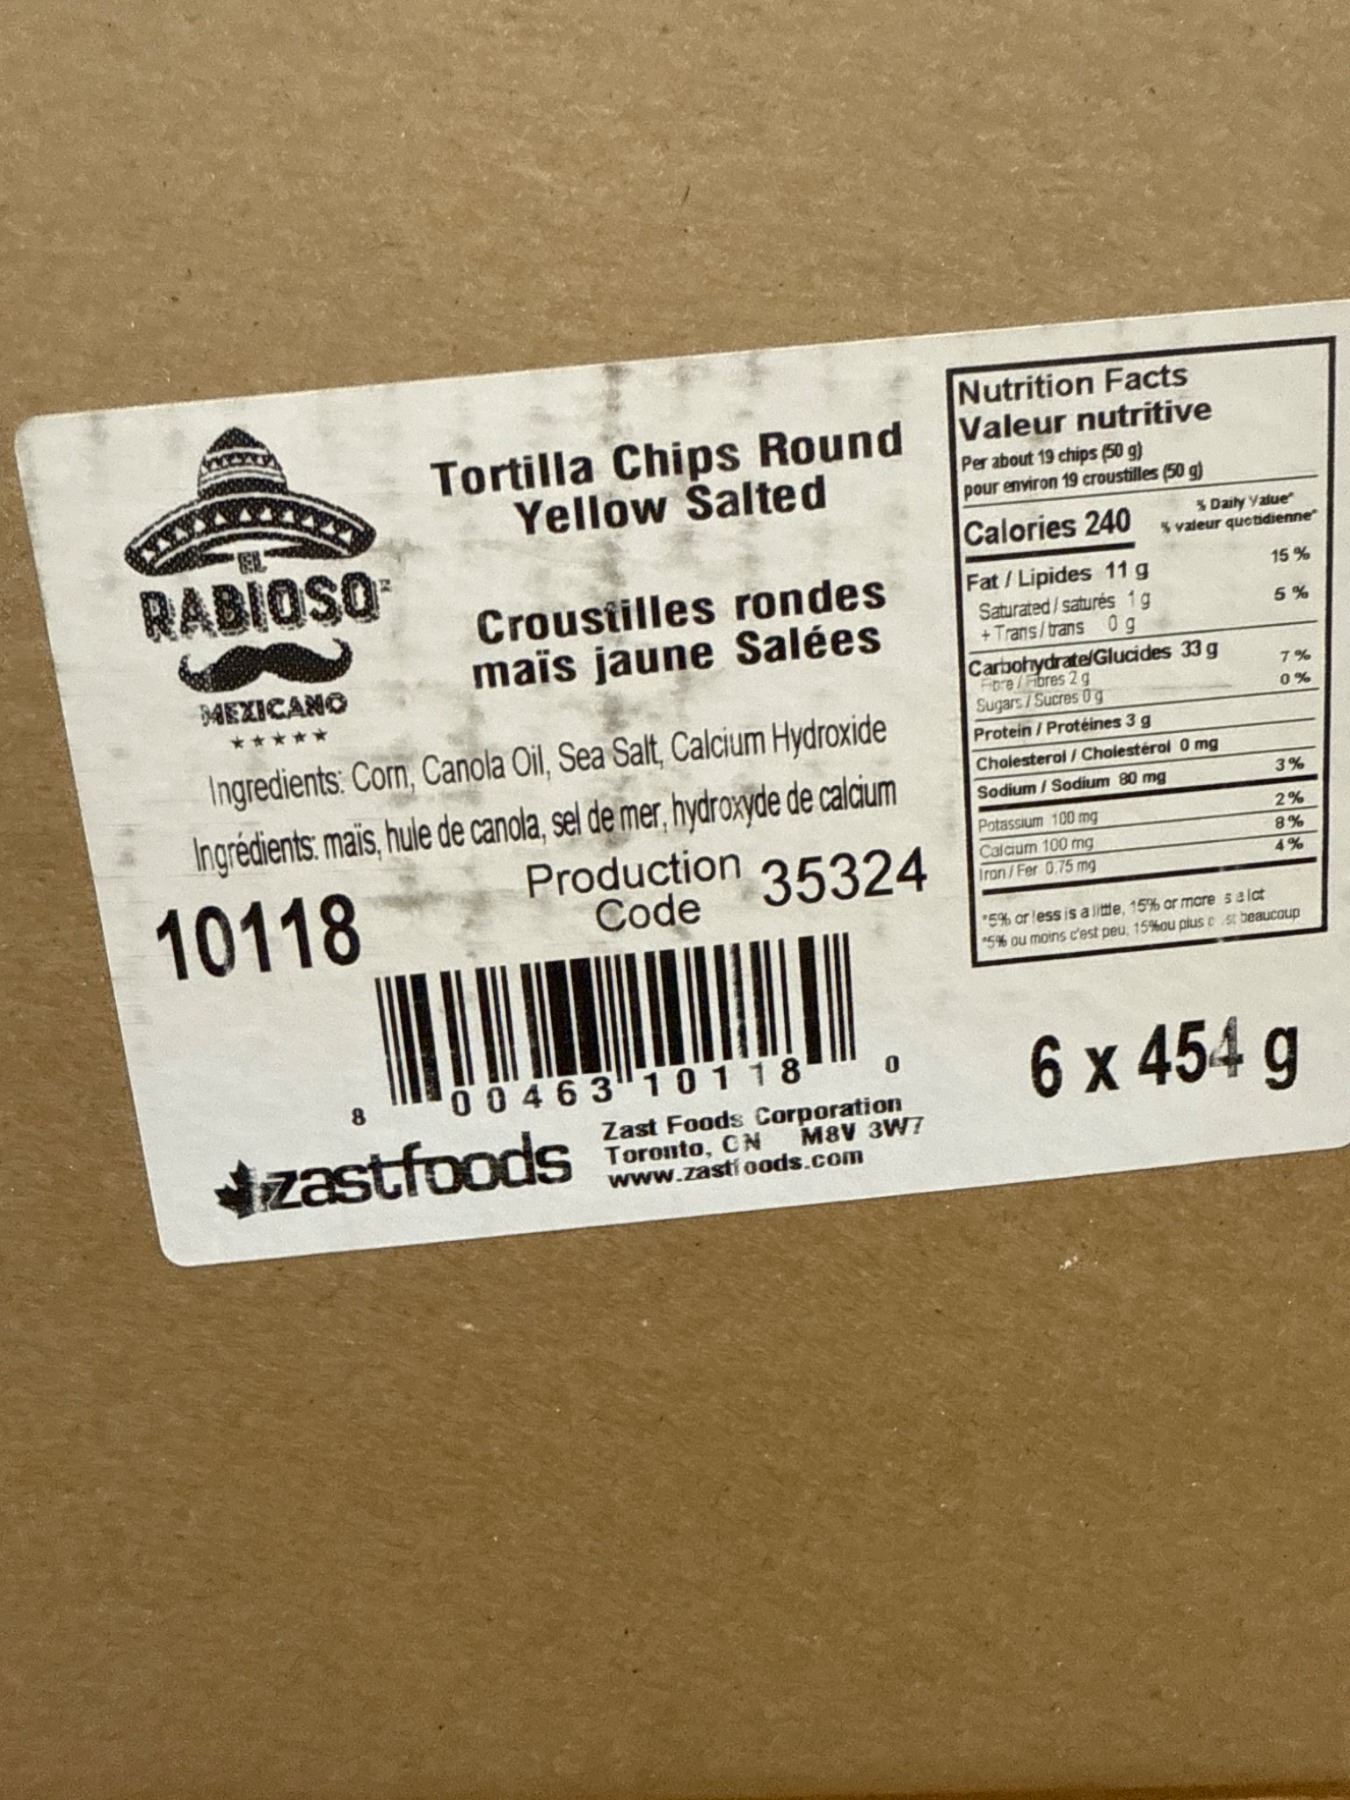 EL
RABIOSO
MEXICANO
Tortilla Chips Round
Yellow Salted
Croustilles rondes
maïs jaune Salées
Ingredients: Corn, Canola Oil, Sea Salt, Calcium Hydroxide
Ingrédients: maïs, hule de canola, sel de mer, hydroxyde de calcium
10118
Production
Code
35324
8 00463 10118 0
zastfoods
Zast Foods Corporation
Toronto, ON M8V 3W7
www.zastfoods.com
Nutrition Facts
Valeur nutritive
Per about 19 chips (50 g)
pour environ 19 croustilles (50 g)
Calories 240
% Daily Value*
% valeur quotidienne*
Fat / Lipides 11 g 15 %
Saturated / saturés 1 g 5 %
+ Trans / trans 0 g
Carbohydrate/Glucides 33 g
Fibre / Fibres 2 g 7 %
Sugars / Sucres 0 g 0 %
Protein / Protéines 3 g
Cholesterol / Cholestérol 0 mg
Sodium / Sodium 80 mg 3 %
Potassium 100 mg 2 %
Calcium 100 mg 8 %
Iron / Fer 0.75 mg 4 %
*5% or less is a little, 15% or more is a lot
*5% ou moins c'est peu, 15%ou plus c'est beaucoup
6 x 454 g